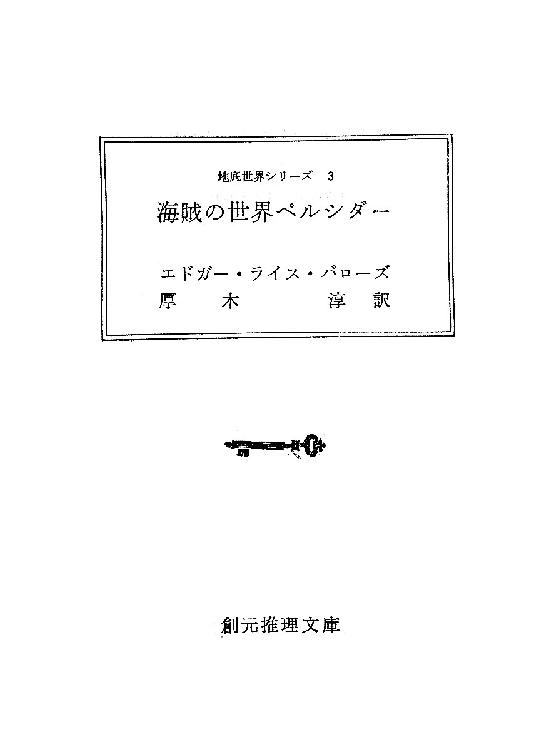 地底世界シリーズ 3
海賊の世界ペルシダー
エドガー・ライス・バローズ
厚木 淳 訳
創元推理文庫